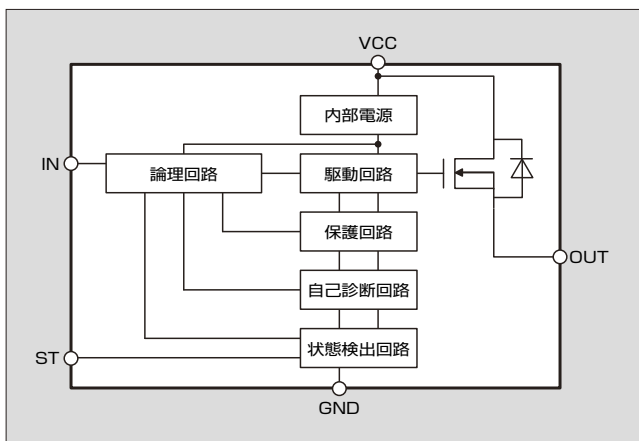 VCC
内部電源
IN
論理回路
駆動回路
保護回路
OUT
自己診断回路
状態検出回路
ST
GND